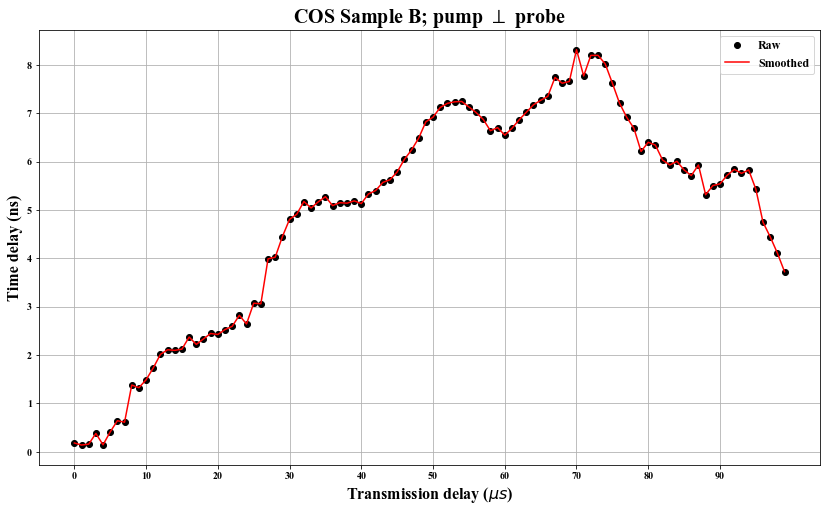 COS Sample B; pump ⊥ probe
Raw
Smoothed
Time delay (ns)
8
7
6
5
4
3
2
1
0
0 10 20 30 40 50 60 70 80 90
Transmission delay (μs)